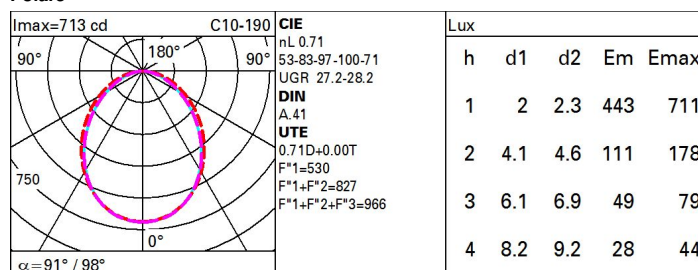 Imax=713 cd C10-190
90° 180° 90°
750
0°
α=91° / 98°
CIE
nL 0.71
53-83-97-100-71
UGR 27.2-28.2
DIN
A.41
UTE
0.71D+0.00T
F"1=530
F"1+F"2=827
F"1+F"2+F"3=966
Lux
h d1 d2 Em Emax
1 2 2.3 443 711
2 4.1 4.6 111 178
3 6.1 6.9 49 79
4 8.2 9.2 28 44